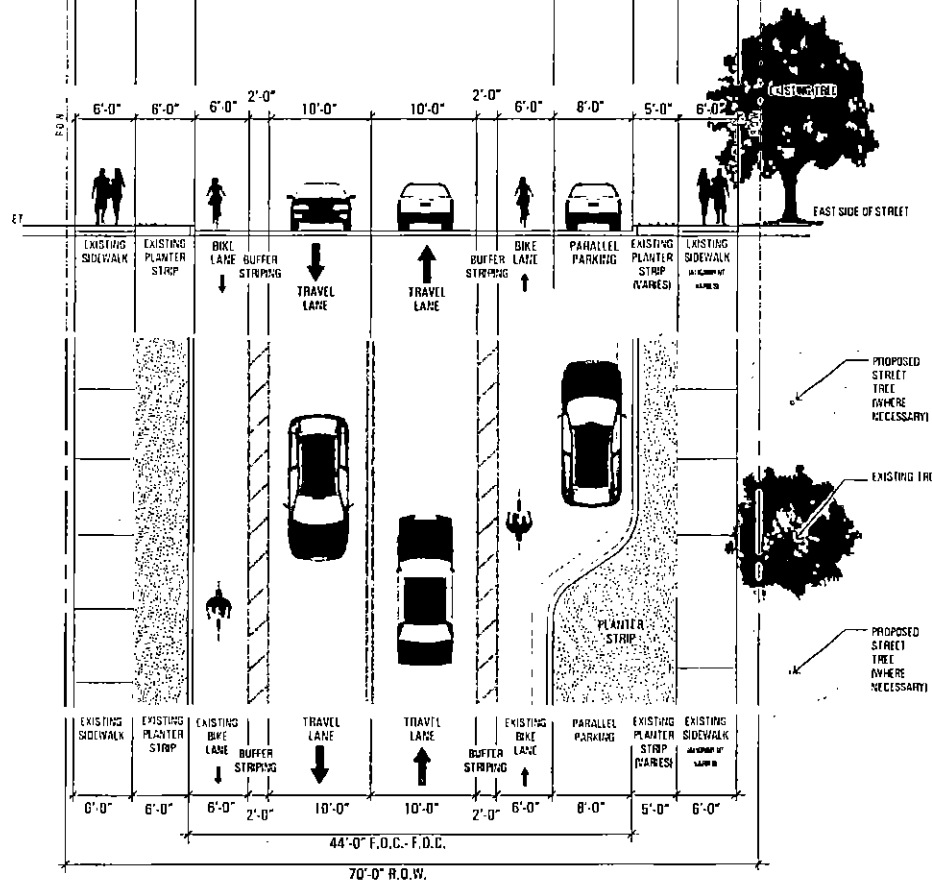 2'-0"
2'-0"
6'-0" 6'-0" 6'-0" 10'-0" 10'-0" 6'-0" 8'-0" 5'-0" 6'-0"
EXISTING TREE
R.O.W.
R.O.W.
ET
EAST SIDE OF STREET
EXISTING
SIDEWALK
EXISTING
PLANTER
STRIP
BIKE
LANE
BUFFER
STRIPING
TRAVEL
LANE
TRAVEL
LANE
BUFFER
STRIPING
BIKE
LANE
PARALLEL
PARKING
EXISTING
PLANTER
STRIP
(VARIES)
EXISTING
SIDEWALK
(ALIGNMENT
VARIES)
PROPOSED
STREET
TREE
(WHERE
NECESSARY)
EXISTING TRE
PLANTER
STRIP
PROPOSED
STREET
TREE
(WHERE
NECESSARY)
EXISTING
SIDEWALK
EXISTING
PLANTER
STRIP
EXISTING
BIKE
LANE
BUFFER
STRIPING
TRAVEL
LANE
TRAVEL
LANE
BUFFER
STRIPING
EXISTING
BIKE
LANE
PARALLEL
PARKING
EXISTING
PLANTER
STRIP
(VARIES)
EXISTING
SIDEWALK
6'-0" 6'-0" 6'-0" 2'-0" 10'-0" 10'-0" 2'-0" 6'-0" 8'-0" 5'-0" 6'-0"
44'-0" F.O.C.- F.O.C.
70'-0" R.O.W.